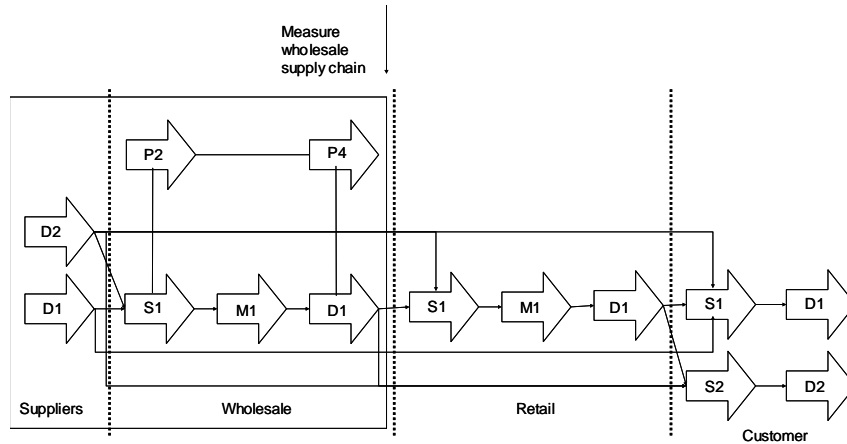 Measure
wholesale
supply chain
P2
P4
D2
D1
S1
M1
D1
S1
M1
D1
S1
D1
S2
D2
Suppliers
Wholesale
Retail
Customer